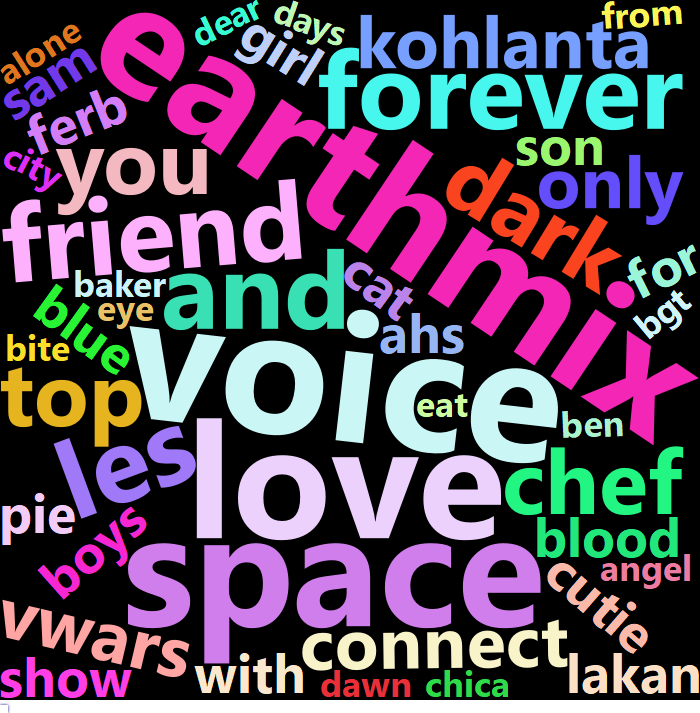 alone
dear
days
from
sam
girl
kohlanta
earthmix
ferb
forever
city
you
son
only
dark
friend
cat
for
baker
and
bgt
blue
eye
ahs
bite
voice
top
eat
ben
les
love
chef
pie
boys
space
blood
angel
cutie
vwars
connect
show
with
dawn
chica
lakan